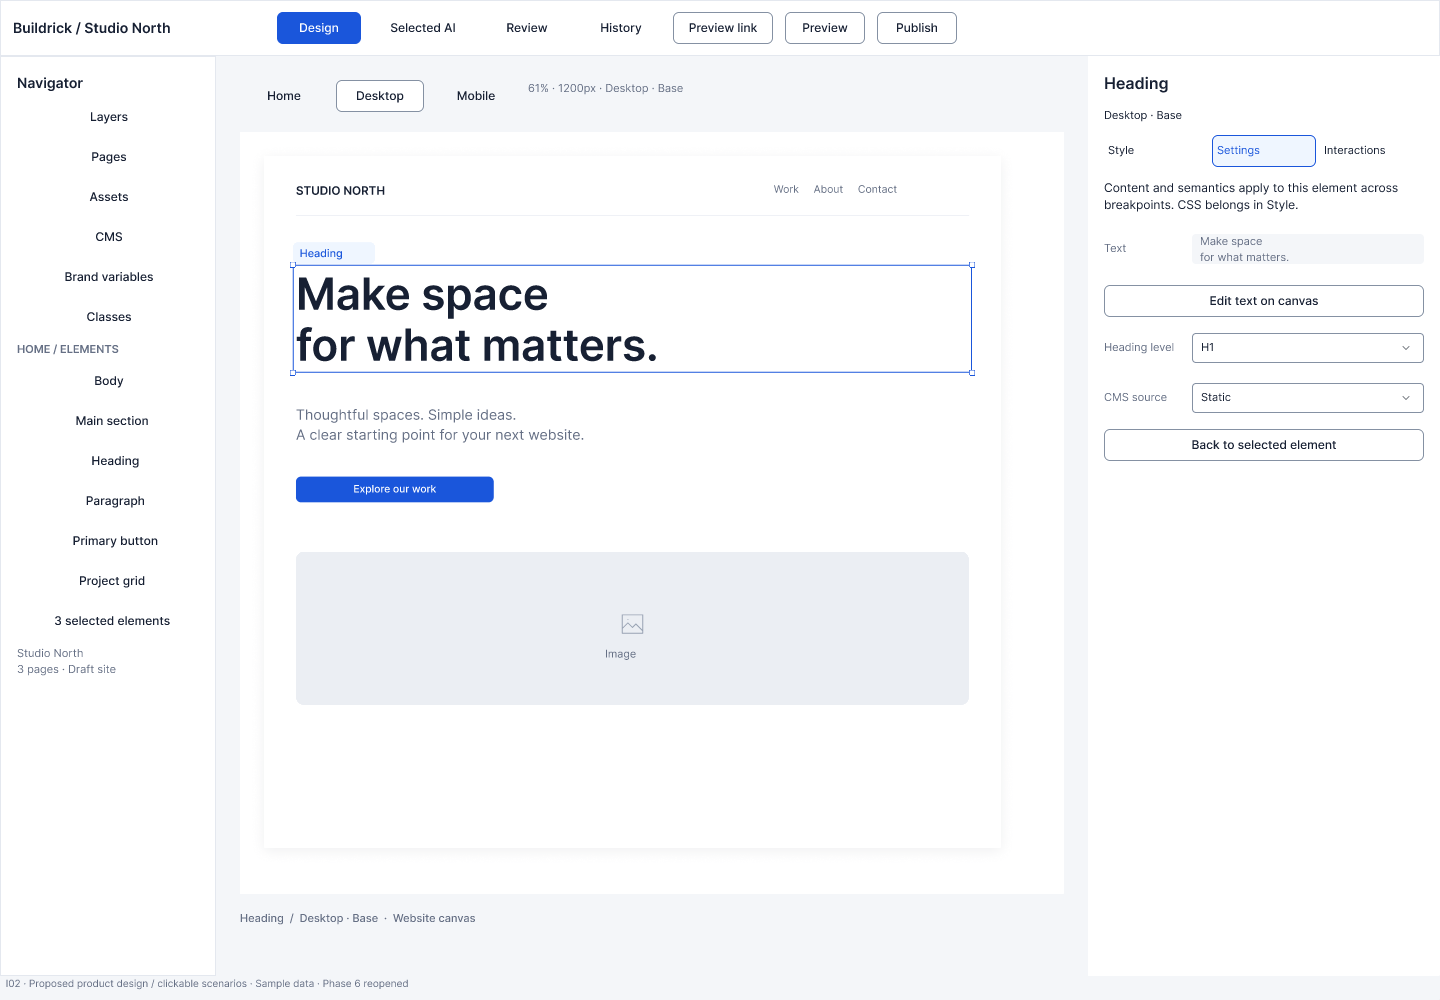 Buildrick / Studio North
Design
Selected AI
Review
History
Preview link
Preview
Publish
Navigator
Layers
Pages
Assets
CMS
Brand variables
Classes
HOME / ELEMENTS
Body
Main section
Heading
Paragraph
Primary button
Project grid
3 selected elements
Studio North
3 pages · Draft site
Home
Desktop
Mobile
61% · 1200px · Desktop · Base
STUDIO NORTH
Work
About
Contact
Heading
Make space
for what matters.
Thoughtful spaces. Simple ideas.
A clear starting point for your next website.
Explore our work
Image
Heading / Desktop · Base · Website canvas
Heading
Desktop · Base
Style
Settings
Interactions
Content and semantics apply to this element across
breakpoints. CSS belongs in Style.
Text
Make space
for what matters.
Edit text on canvas
Heading level
H1
CMS source
Static
Back to selected element
I02 · Proposed product design / clickable scenarios · Sample data · Phase 6 reopened